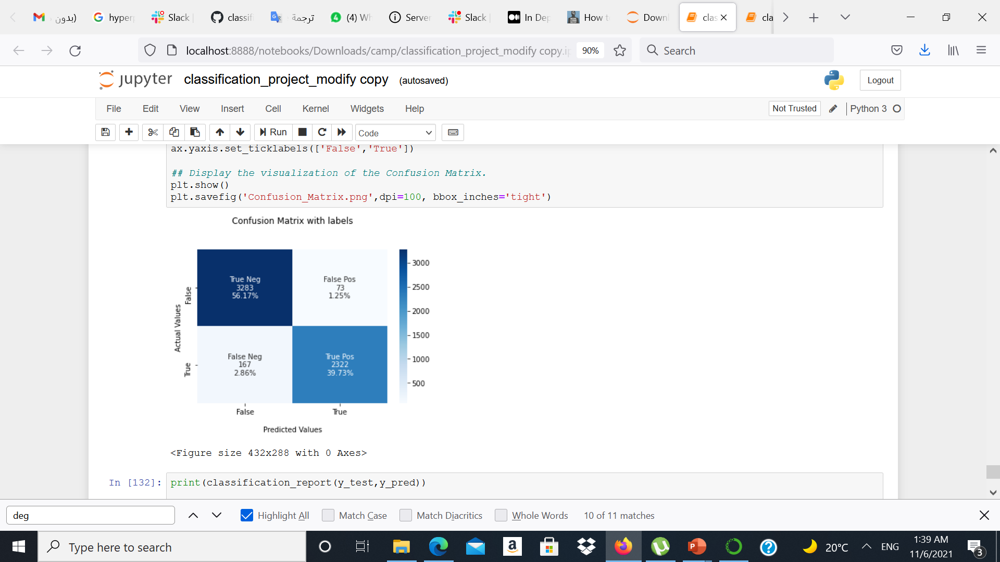 (بدون
hyper
Slack
classifi
ترجمة
(4) Wh
Server
Slack
In Dep
How t
Downl
clas
cla
localhost:8888/notebooks/Downloads/camp/classification_project_modify copy.ip
90%
Search
jupyter classification_project_modify copy (autosaved)
Logout
File Edit View Insert Cell Kernel Widgets Help
Not Trusted
Python 3
Run
Code
ax.yaxis.set_ticklabels(['False','True'])
## Display the visualization of the Confusion Matrix.
plt.show()
plt.savefig('Confusion_Matrix.png',dpi=100, bbox_inches='tight')
Confusion Matrix with labels
True Neg
3283
56.17%
False Pos
73
1.25%
False Neg
167
2.86%
True Pos
2322
39.73%
Actual Values
False
True
False
True
Predicted Values
3000
2500
2000
1500
1000
500
<Figure size 432x288 with 0 Axes>
In [132]: print(classification_report(y_test,y_pred))
deg
Highlight All
Match Case
Match Diacritics
Whole Words
10 of 11 matches
Type here to search
20°C
ENG
1:39 AM
11/6/2021
3